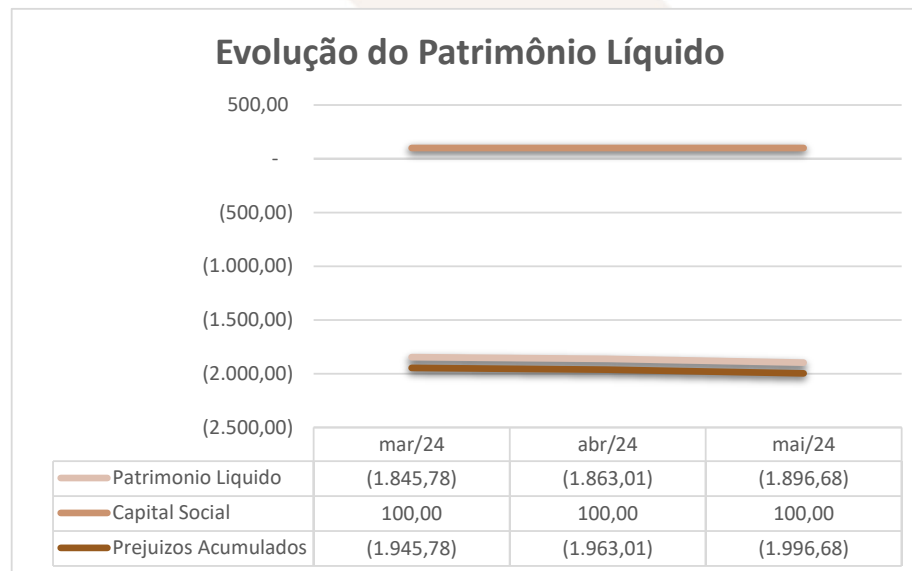 Evolução do Patrimônio Líquido
500,00
-
(500,00)
(1.000,00)
(1.500,00)
(2.000,00)
(2.500,00)
mar/24 abr/24 mai/24
Patrimonio Liquido (1.845,78) (1.863,01) (1.896,68)
Capital Social 100,00 100,00 100,00
Prejuizos Acumulados (1.945,78) (1.963,01) (1.996,68)